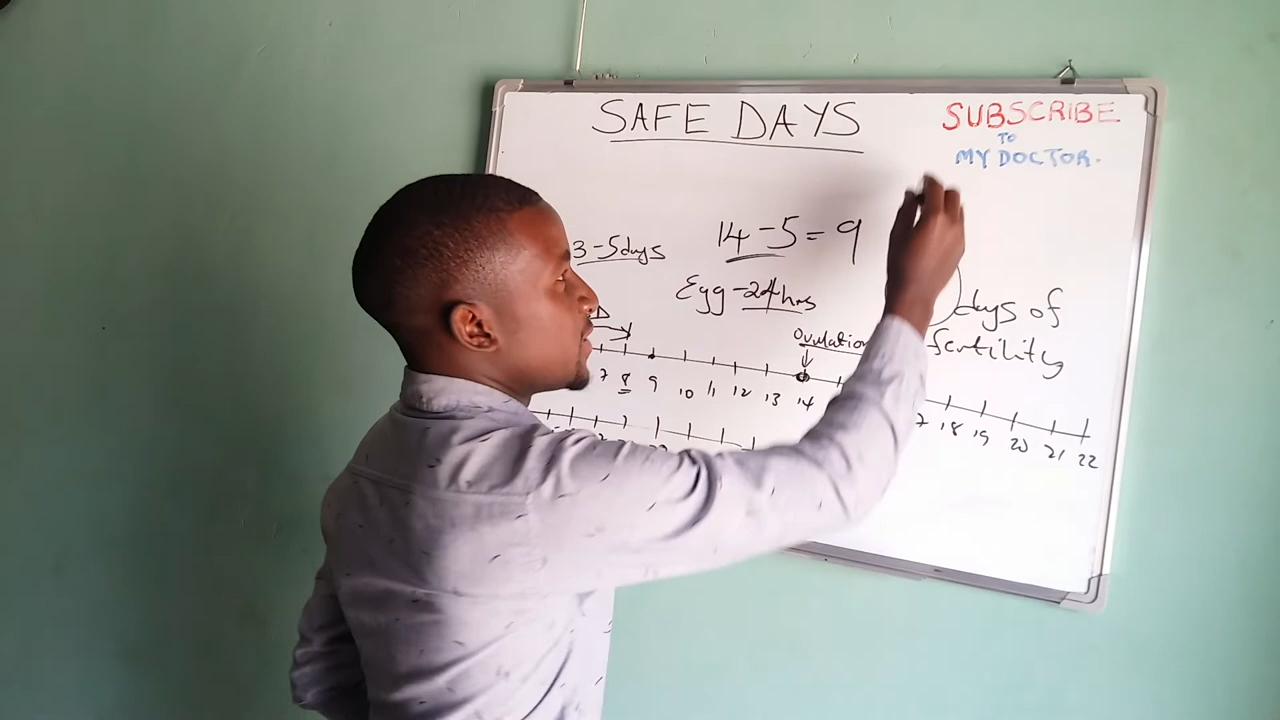 SAFE DAYS
SUBSCRIBE
TO
MY DOCTOR.
3-5days
14-5=9
Egg-24hrs
days of
fertility
Ovulation
7 8 9 10 11 12 13 14
18 19 20 21 22